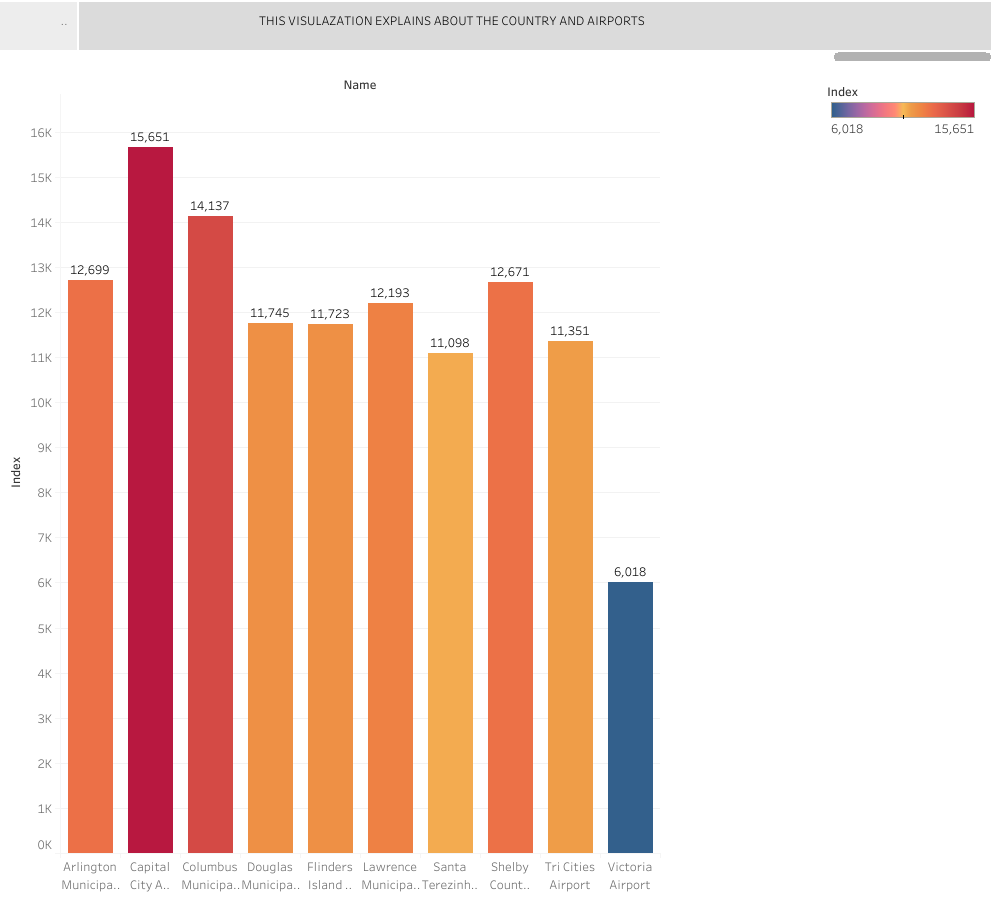 ..
THIS VISULAZATION EXPLAINS ABOUT THE COUNTRY AND AIRPORTS
Name
Index
6,018 15,651
16K
15K
14K
13K
12K
11K
10K
9K
8K
7K
6K
5K
4K
3K
2K
1K
0K
Index
12,699
15,651
14,137
11,745
11,723
12,193
11,098
12,671
11,351
6,018
Arlington
Municipa..
Capital
City A..
Columbus
Municipa..
Douglas
Municipa..
Flinders
Island ..
Lawrence
Municipa..
Santa
Terezinh..
Shelby
Count..
Tri Cities
Airport
Victoria
Airport